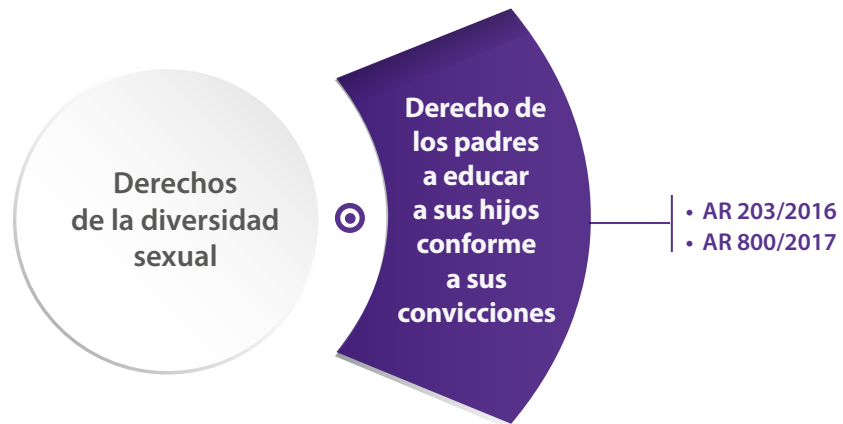 Derechos
de la diversidad
sexual
Derecho de
los padres
a educar
a sus hijos
conforme
a sus
convicciones
• AR 203/2016
• AR 800/2017